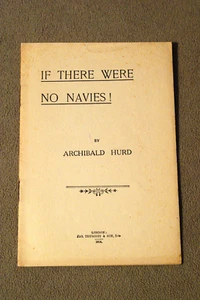 IF THERE WERE
NO NAVIES!
BY
ARCHIBALD HURD
LONDON: